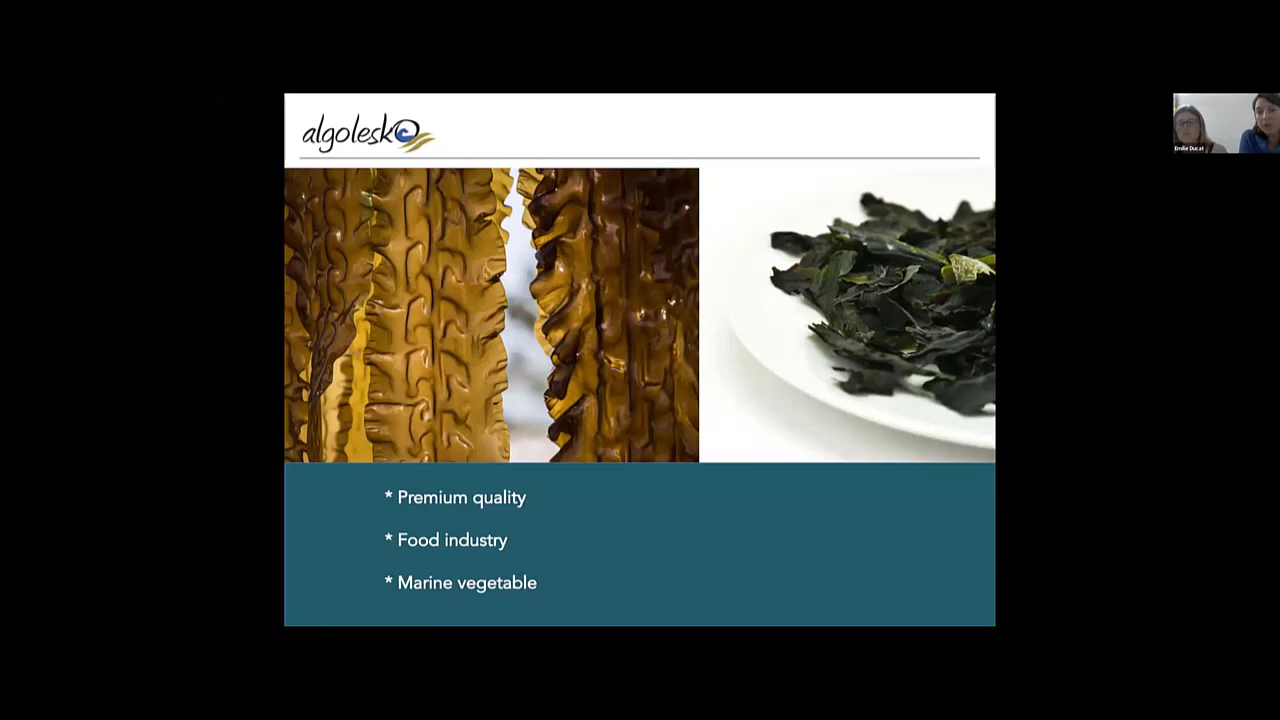 algolesko
* Premium quality
* Food industry
* Marine vegetable
Emilie Ducat